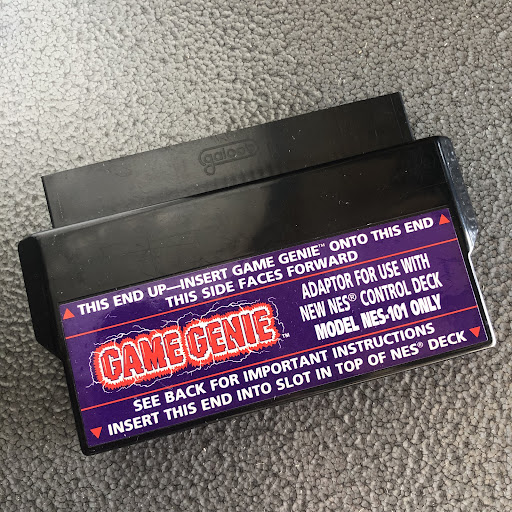 galoob
THIS END UP—INSERT GAME GENIE™ ONTO THIS END
THIS SIDE FACES FORWARD
GAME GENIE™
ADAPTOR FOR USE WITH
NEW NES® CONTROL DECK
MODEL NES-101 ONLY
SEE BACK FOR IMPORTANT INSTRUCTIONS
INSERT THIS END INTO SLOT IN TOP OF NES® DECK